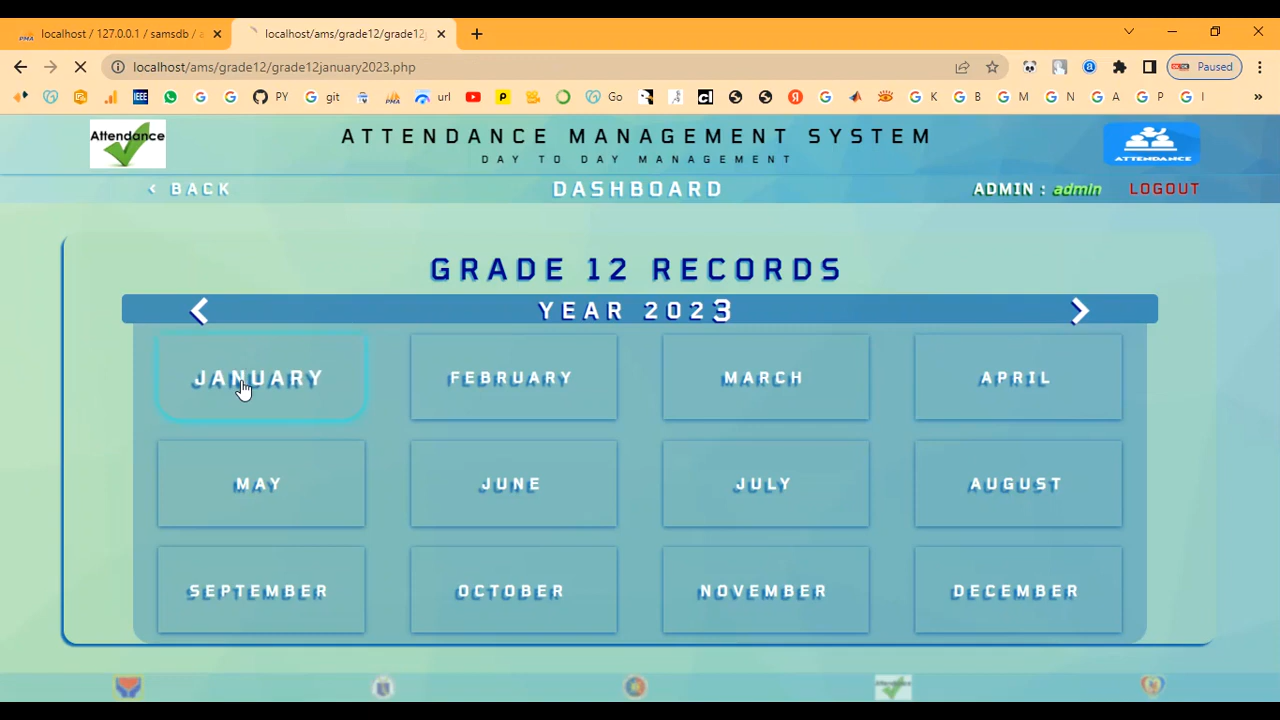 localhost / 127.0.0.1 / samsdb / a
localhost/ams/grade12/grade12j
localhost/ams/grade12/grade12january2023.php
Paused
IEEE
PY
git
url
Go
K
B
M
N
A
P
I
Attendance
ATTENDANCE MANAGEMENT SYSTEM
DAY TO DAY MANAGEMENT
ATTENDANCE
< BACK
DASHBOARD
ADMIN : admin
LOGOUT
GRADE 12 RECORDS
YEAR 2023
JANUARY
FEBRUARY
MARCH
APRIL
MAY
JUNE
JULY
AUGUST
SEPTEMBER
OCTOBER
NOVEMBER
DECEMBER